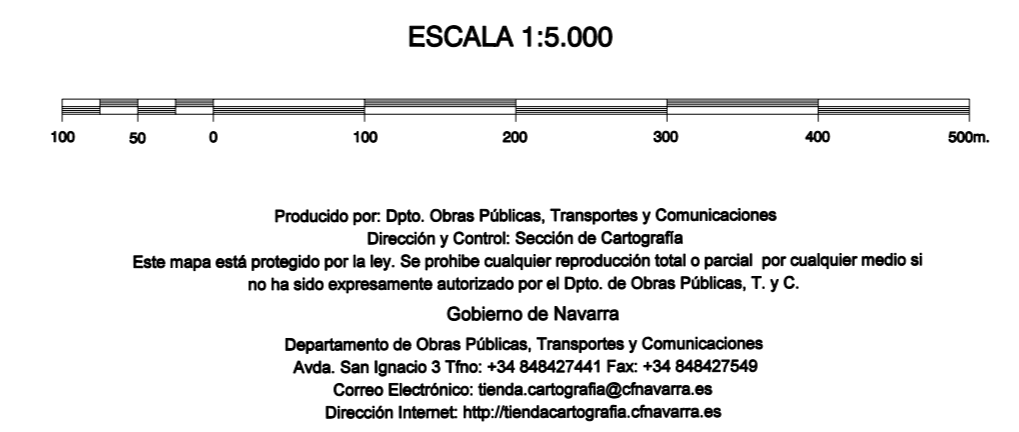 ESCALA 1:5.000
100 50 0 100 200 300 400 500m.
Producido por: Dpto. Obras Públicas, Transportes y Comunicaciones
Dirección y Control: Sección de Cartografía
Este mapa está protegido por la ley. Se prohibe cualquier reproducción total o parcial por cualquier medio si
no ha sido expresamente autorizado por el Dpto. de Obras Públicas, T. y C.
Gobierno de Navarra
Departamento de Obras Públicas, Transportes y Comunicaciones
Avda. San Ignacio 3 Tfno: +34 848427441 Fax: +34 848427549
Correo Electrónico: tienda.cartografia@cfnavarra.es
Dirección Internet: http://tiendacartografia.cfnavarra.es